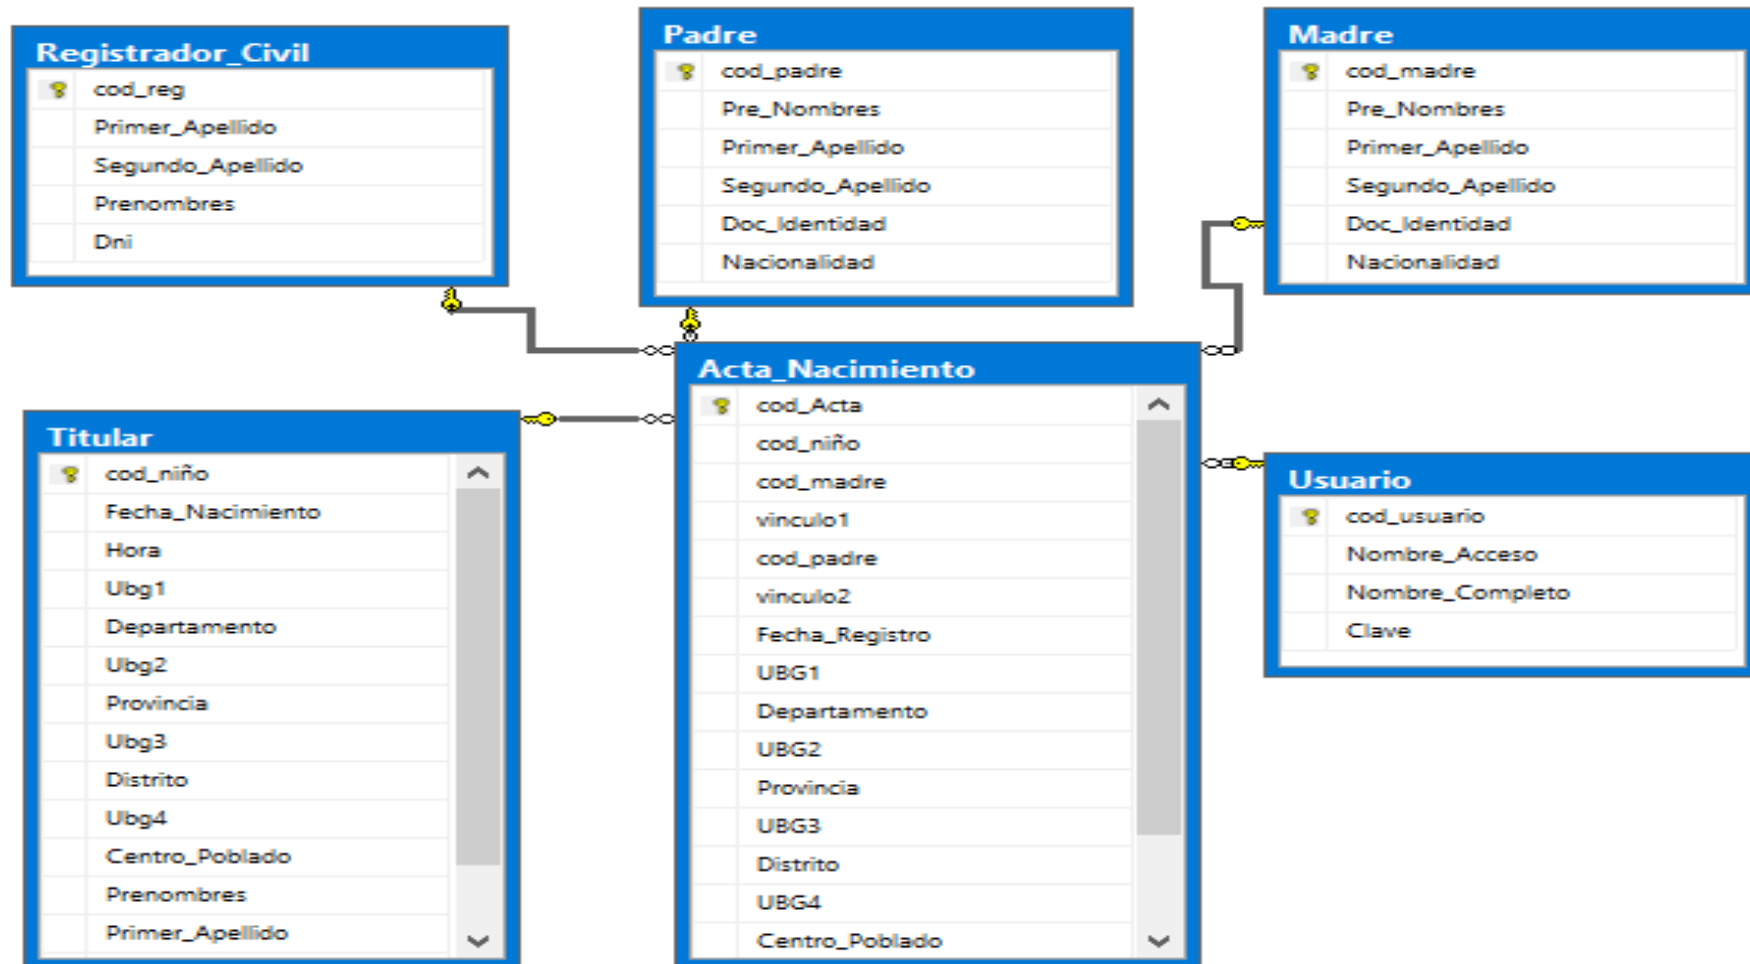 Registrador_Civil
cod_reg
Primer_Apellido
Segundo_Apellido
Prenombres
Dni
Padre
cod_padre
Pre_Nombres
Primer_Apellido
Segundo_Apellido
Doc_Identidad
Nacionalidad
Madre
cod_madre
Pre_Nombres
Primer_Apellido
Segundo_Apellido
Doc_Identidad
Nacionalidad
Titular
cod_niño
Fecha_Nacimiento
Hora
Ubg1
Departamento
Ubg2
Provincia
Ubg3
Distrito
Ubg4
Centro_Poblado
Prenombres
Primer_Apellido
Acta_Nacimiento
cod_Acta
cod_niño
cod_madre
vinculo1
cod_padre
vinculo2
Fecha_Registro
UBG1
Departamento
UBG2
Provincia
UBG3
Distrito
UBG4
Centro_Poblado
Usuario
cod_usuario
Nombre_Acceso
Nombre_Completo
Clave